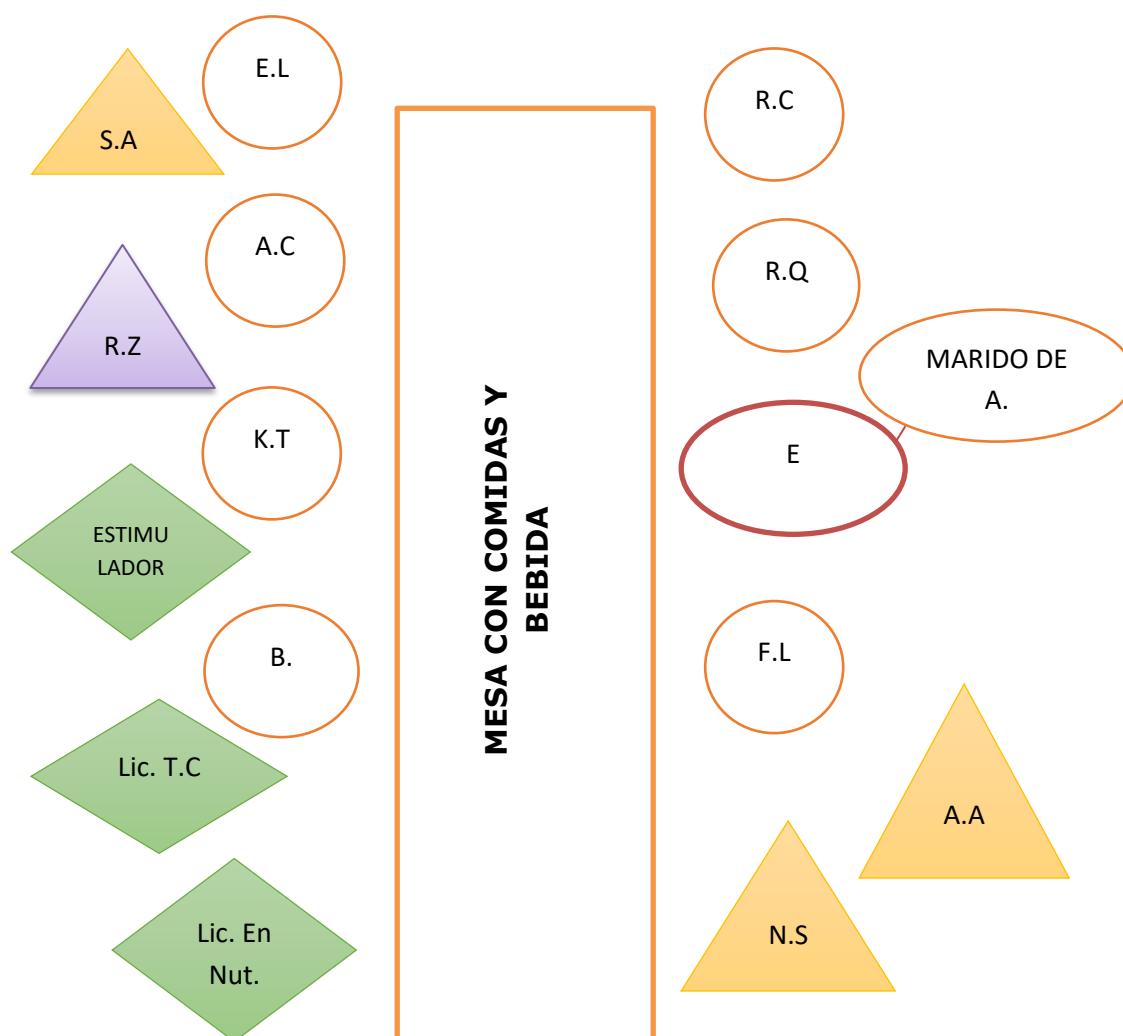 E.L
S.A
A.C
R.Z
K.T
ESTIMU
LADOR
B.
Lic. T.C
Lic. En
Nut.
MESA CON COMIDAS Y
BEBIDA
R.C
R.Q
MARIDO DE
A.
E
F.L
A.A
N.S